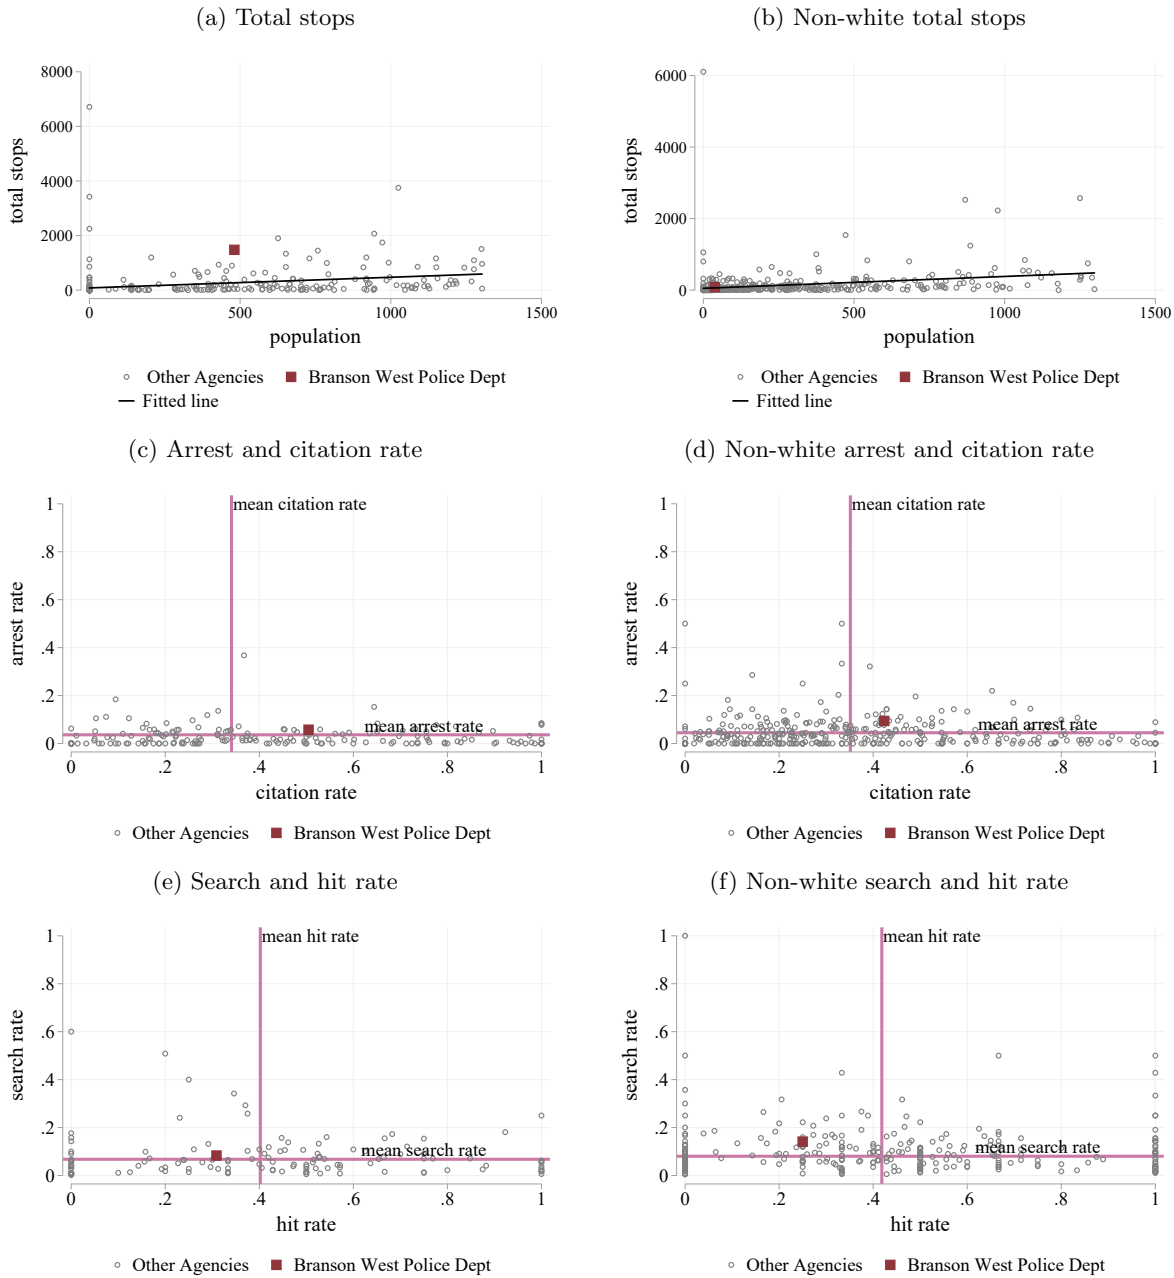 (a) Total stops
8000
6000
4000
2000
0
total stops
0 500 1000 1500
population
Other Agencies Branson West Police Dept
Fitted line
(b) Non-white total stops
6000
4000
2000
0
total stops
0 500 1000 1500
population
Other Agencies Branson West Police Dept
Fitted line
(c) Arrest and citation rate
1
.8
.6
.4
.2
0
arrest rate
mean citation rate
mean arrest rate
0 .2 .4 .6 .8 1
citation rate
Other Agencies Branson West Police Dept
(d) Non-white arrest and citation rate
1
.8
.6
.4
.2
0
arrest rate
mean citation rate
mean arrest rate
0 .2 .4 .6 .8 1
citation rate
Other Agencies Branson West Police Dept
(e) Search and hit rate
1
.8
.6
.4
.2
0
search rate
mean hit rate
mean search rate
0 .2 .4 .6 .8 1
hit rate
Other Agencies Branson West Police Dept
(f) Non-white search and hit rate
1
.8
.6
.4
.2
0
search rate
mean hit rate
mean search rate
0 .2 .4 .6 .8 1
hit rate
Other Agencies Branson West Police Dept